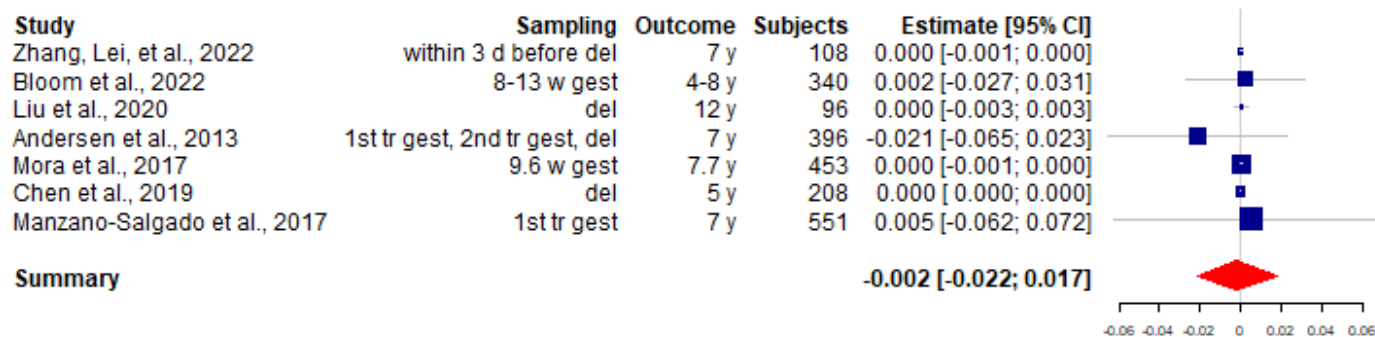 Study Sampling Outcome Subjects Estimate [95% CI]
Zhang, Lei, et al., 2022 within 3 d before del 7 y 108 0.000 [-0.001; 0.000]
Bloom et al., 2022 8-13 w gest 4-8 y 340 0.002 [-0.027; 0.031]
Liu et al., 2020 del 12 y 96 0.000 [-0.003; 0.003]
Andersen et al., 2013 1st tr gest, 2nd tr gest, del 7 y 396 -0.021 [-0.065; 0.023]
Mora et al., 2017 9.6 w gest 7.7 y 453 0.000 [-0.001; 0.000]
Chen et al., 2019 del 5 y 208 0.000 [ 0.000; 0.000]
Manzano-Salgado et al., 2017 1st tr gest 7 y 551 0.005 [-0.062; 0.072]
Summary -0.002 [-0.022; 0.017]
-0.06 -0.04 -0.02 0 0.02 0.04 0.06